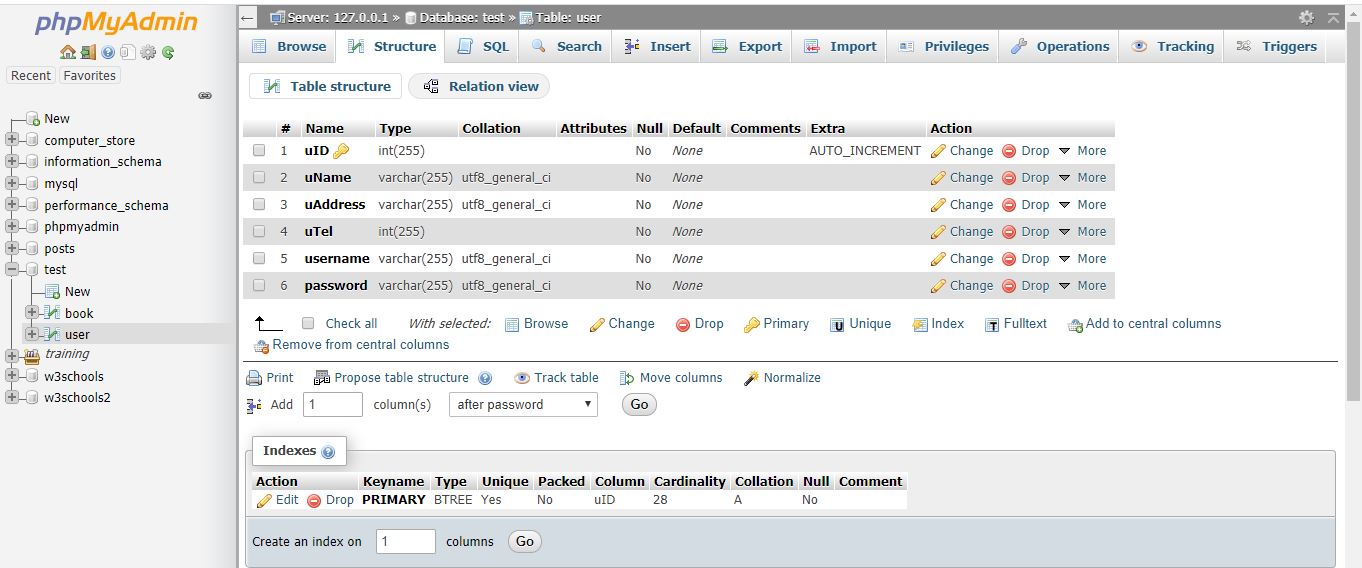 phpMyAdmin
Recent Favorites
New
computer_store
information_schema
mysql
performance_schema
phpmyadmin
posts
test
New
book
user
training
w3schools
w3schools2
Server: 127.0.0.1 » Database: test » Table: user
Browse Structure SQL Search Insert Export Import Privileges Operations Tracking Triggers
Table structure Relation view
# Name Type Collation Attributes Null Default Comments Extra Action
1 uID int(255) No None AUTO_INCREMENT Change Drop More
2 uName varchar(255) utf8_general_ci No None Change Drop More
3 uAddress varchar(255) utf8_general_ci No None Change Drop More
4 uTel int(255) No None Change Drop More
5 username varchar(255) utf8_general_ci No None Change Drop More
6 password varchar(255) utf8_general_ci No None Change Drop More
Check all With selected: Browse Change Drop Primary Unique Index Fulltext Add to central columns
Remove from central columns
Print Propose table structure Track table Move columns Normalize
Add 1 column(s) after password Go
Indexes
Action Keyname Type Unique Packed Column Cardinality Collation Null Comment
Edit Drop PRIMARY BTREE Yes No uID 28 A No
Create an index on 1 columns Go